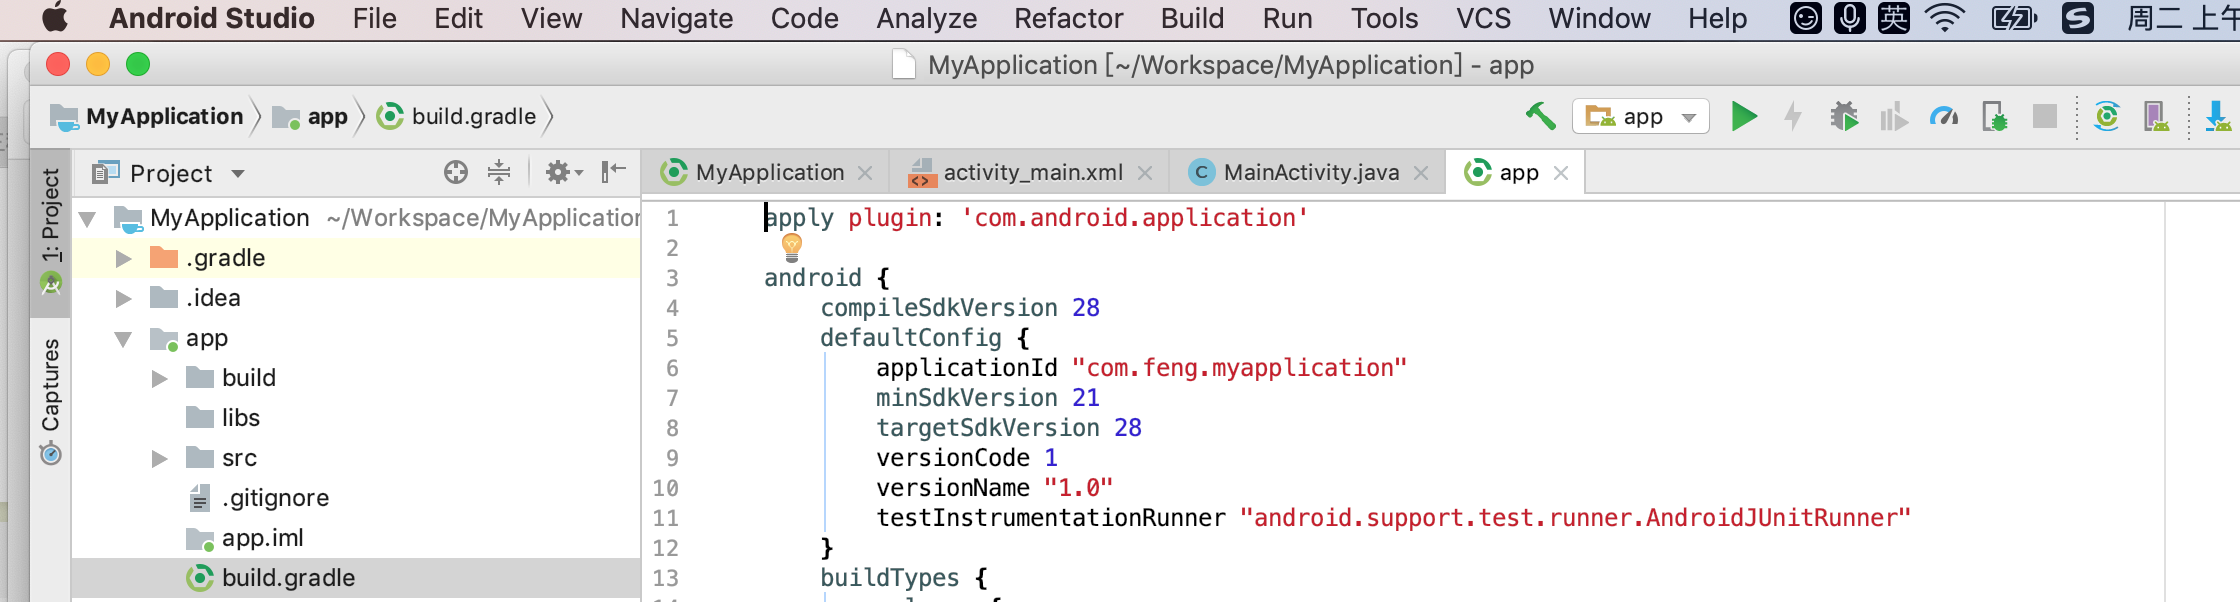 Android Studio File Edit View Navigate Code Analyze Refactor Build Run Tools VCS Window Help 英 周二 上午
MyApplication [~/Workspace/MyApplication] - app
MyApplication app build.gradle app
1: Project
Captures
Project
MyApplication ~/Workspace/MyApplication
.gradle
.idea
app
build
libs
src
.gitignore
app.iml
build.gradle
MyApplication activity_main.xml MainActivity.java app
1 apply plugin: 'com.android.application'
2
3 android {
4 compileSdkVersion 28
5 defaultConfig {
6 applicationId "com.feng.myapplication"
7 minSdkVersion 21
8 targetSdkVersion 28
9 versionCode 1
10 versionName "1.0"
11 testInstrumentationRunner "android.support.test.runner.AndroidJUnitRunner"
12 }
13 buildTypes {